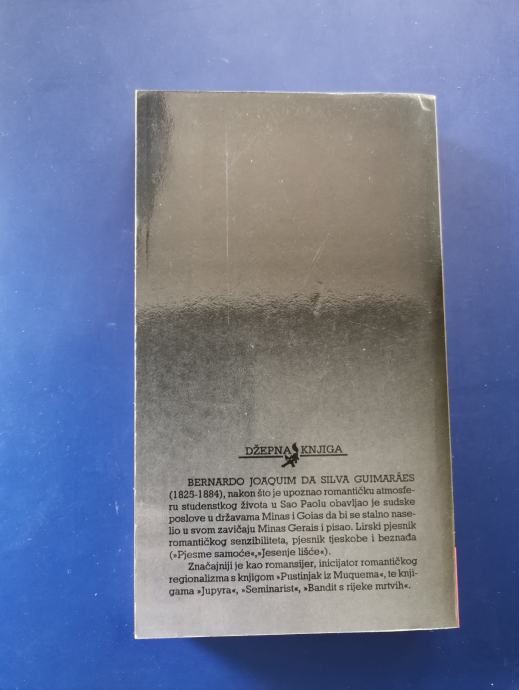 DŽEPNA KNJIGA
BERNARDO JOAQUIM DA SILVA GUIMARÃES
(1825-1884), nakon što je upoznao romantičku atmosfe-
ru studentskog života u Sao Paolu obavljao je sudske
poslove u državama Minas i Goias da bi se stalno nase-
lio u svom zavičaju Minas Gerais i pisao. Lirski pjesnik
romantičkog senzibiliteta, pjesnik tjeskobe i beznađa
(»Pjesme samoće«,»Jesenje lišće«).
Značajniji je kao romansijer, inicijator romantičkog
regionalizma s knjigom »Pustinjak iz Muquema«, te knji-
gama »Jupyra«, »Seminarist«, »Bandit s rijeke mrtvih«.